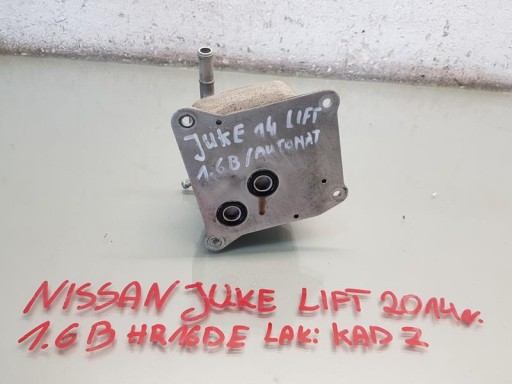 JUKE 14 LIFT
1.6B/AUTOMAT
NISSAN JUKE LIFT 2014r.
1.6 B HR16DE LAK: KAD Z